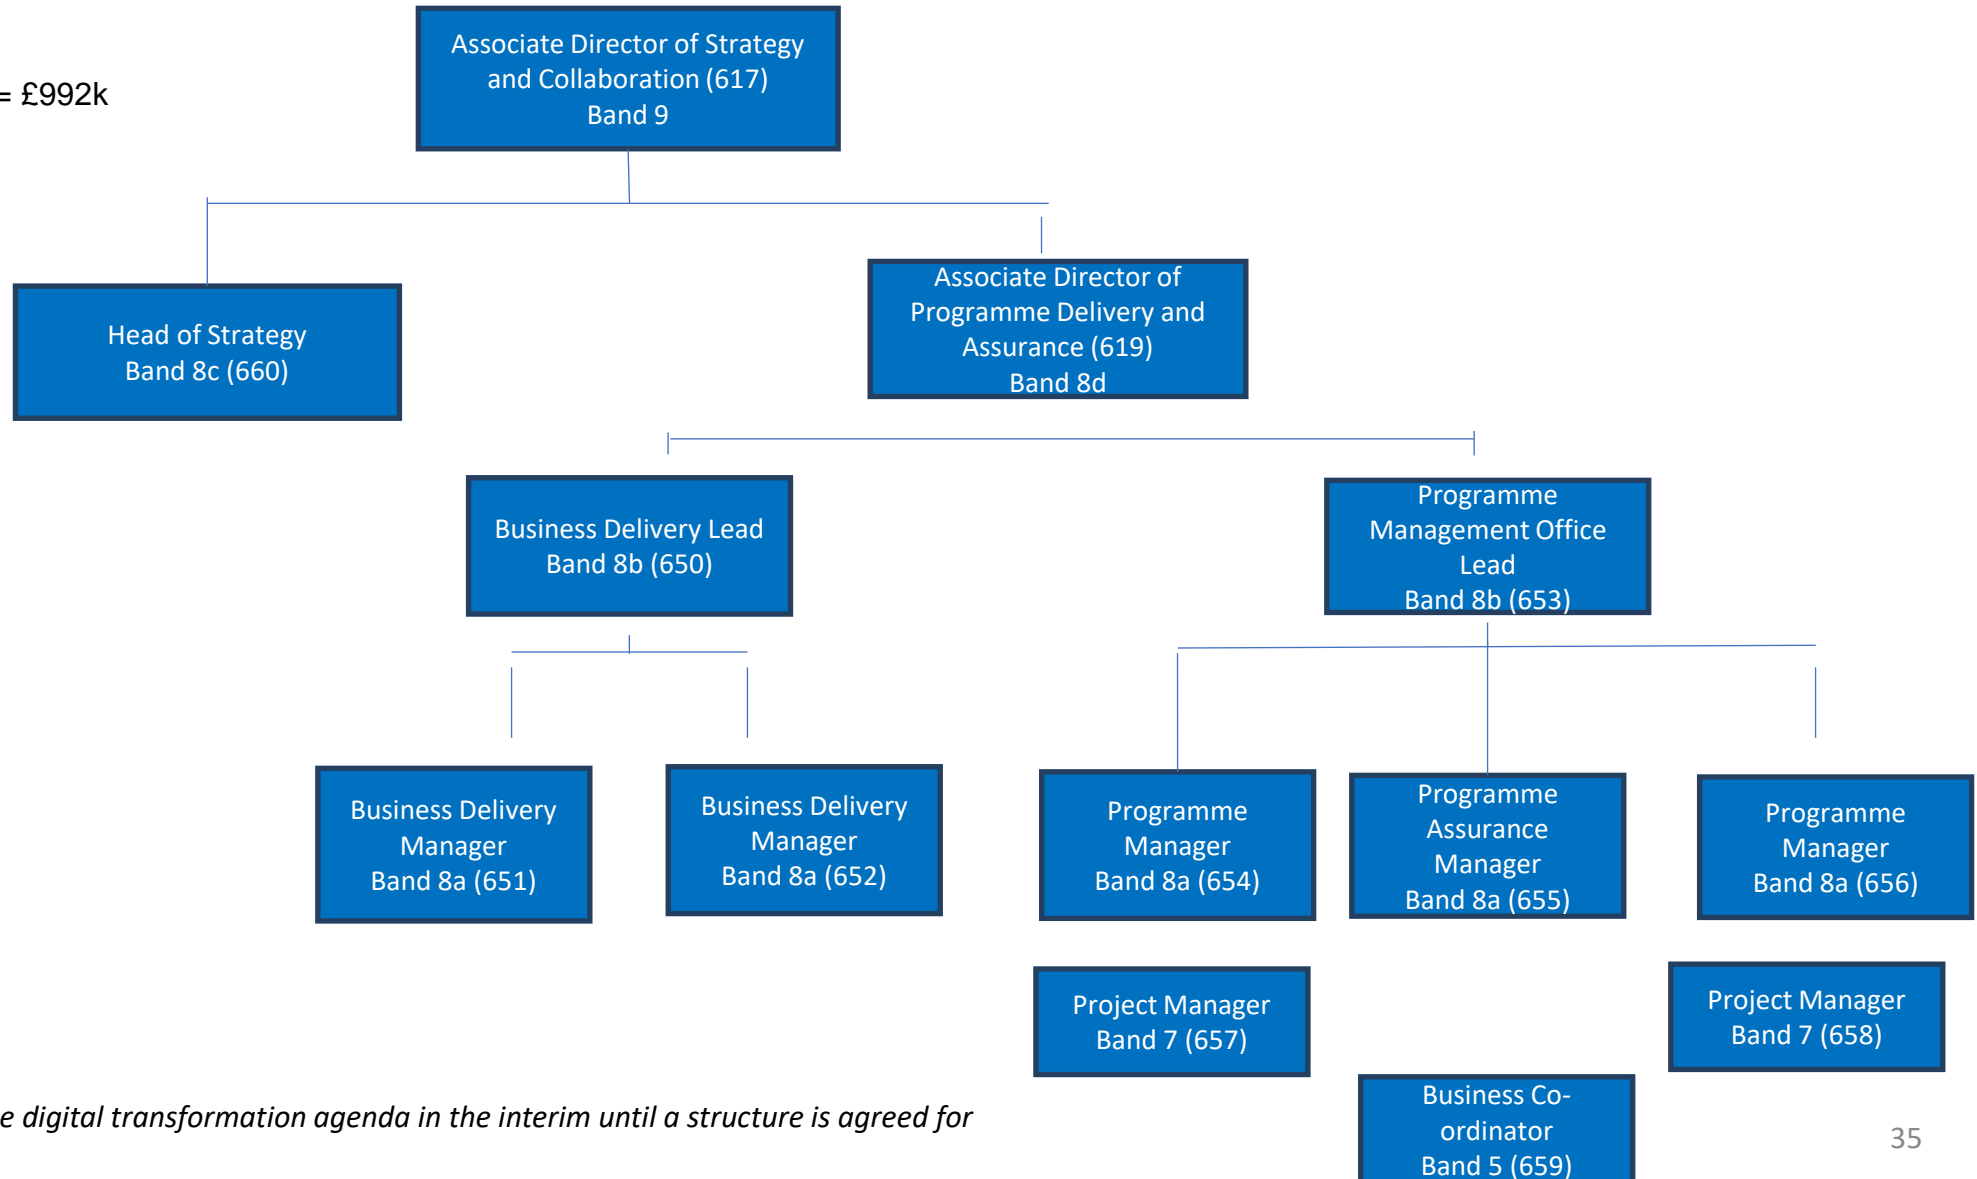 = £992k
Associate Director of Strategy
and Collaboration (617)
Band 9
Head of Strategy
Band 8c (660)
Associate Director of
Programme Delivery and
Assurance (619)
Band 8d
Business Delivery Lead
Band 8b (650)
Programme
Management Office
Lead
Band 8b (653)
Business Delivery
Manager
Band 8a (651)
Business Delivery
Manager
Band 8a (652)
Programme
Manager
Band 8a (654)
Programme
Assurance
Manager
Band 8a (655)
Programme
Manager
Band 8a (656)
Project Manager
Band 7 (657)
Project Manager
Band 7 (658)
Business Co-
ordinator
Band 5 (659)
e digital transformation agenda in the interim until a structure is agreed for
35